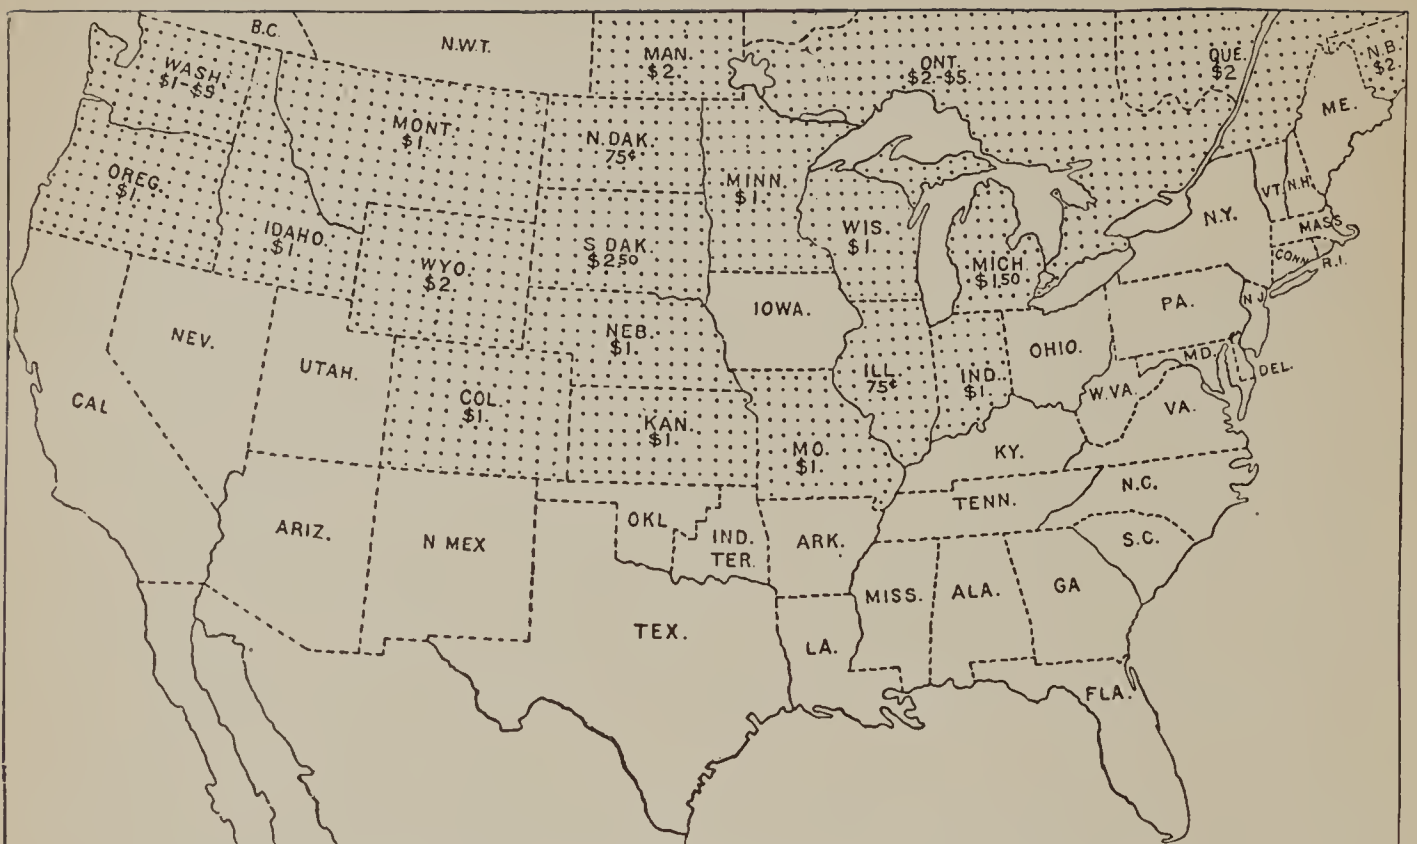 B.C.
N.W.T.
MAN.
$2.
ONT.
$2-$5.
QUE.
$2
N.B.
$2.
WASH.
$1-$5
MONT.
$1.
N.DAK.
75¢
MINN.
$1.
ME.
OREG.
$1.
IDAHO.
$1.
WYO.
$2.
S.DAK.
$2.50
WIS.
$1.
MICH.
$1.50
N.Y.
VT.
N.H.
MASS.
CONN.
R.I.
NEV.
UTAH.
NEB.
$1.
IOWA.
ILL.
75¢
IND.
$1.
OHIO.
PA.
N.J.
MD.
DEL.
CAL
COL.
$1.
KAN.
$1.
MO.
$1.
KY.
W.VA.
VA.
ARIZ.
N MEX
OKL
IND.
TER.
ARK.
TENN.
N.C.
S.C.
TEX.
LA.
MISS.
ALA.
GA
FLA.